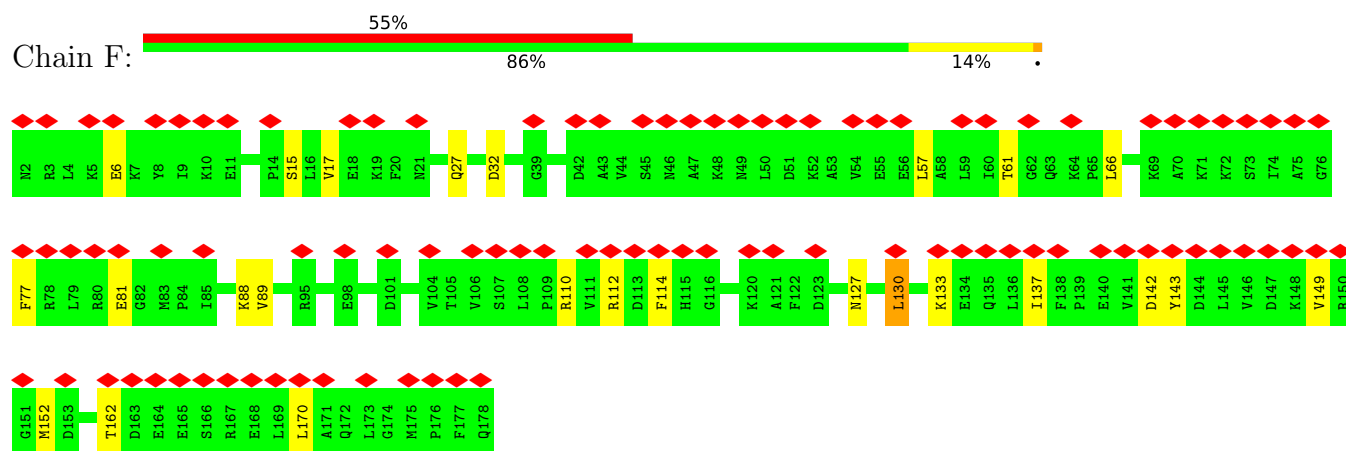 55%
Chain F:
86% 14% •
N2 R3 L4 K5 E6 K7 Y8 I9 K10 E11 P14 S15 L16 V17 E18 K19 F20 N21 Q27 D32 G39 D42 A43 V44 S45 N46 A47 K48 N49 L50 D51 K52 A53 V54 E55 E56 L57 A58 L59 I60 T61 G62 Q63 K64 P65 L66 K69 A70 K71 K72 S73 I74 A75 G76
F77 R78 L79 R80 E81 G82 M83 P84 I85 K88 V89 R95 E98 D101 V104 T105 V106 S107 L108 P109 R110 V111 R112 D113 F114 H115 G116 K120 A121 F122 D123 N127 L130 K133 E134 Q135 L136 I137 F138 P139 E140 V141 D142 Y143 D144 L145 V146 D147 K148 V149 R150
G151 M152 D153 T162 D163 E164 E165 S166 R167 E168 L169 L170 A171 Q172 L173 G174 M175 P176 F177 Q178